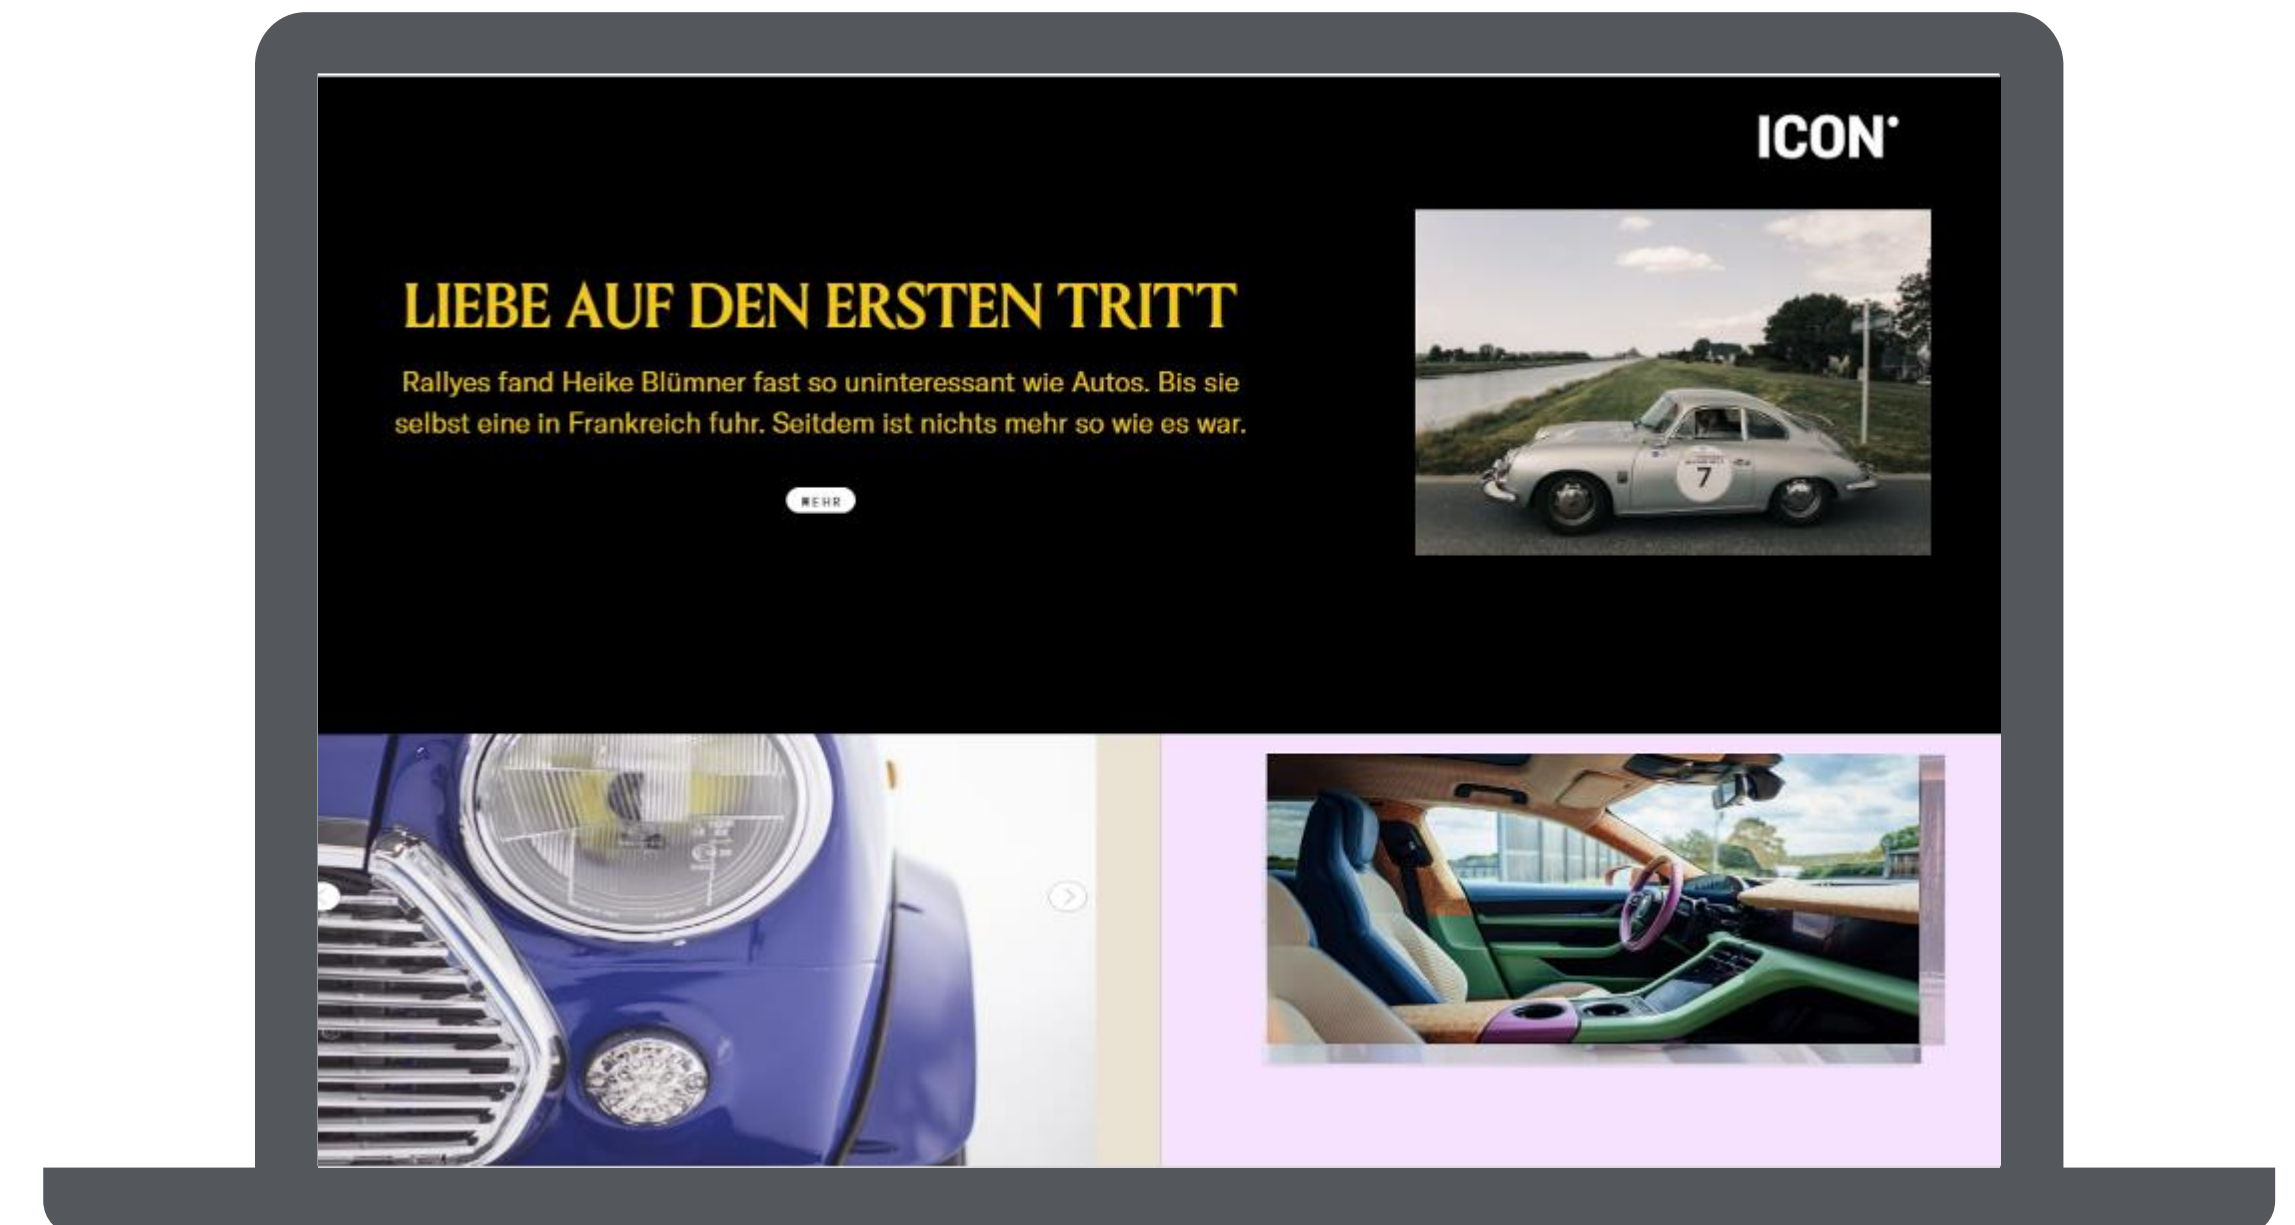 ICON
LIEBE AUF DEN ERSTEN TRITT
Rallyes fand Heike Blümner fast so uninteressant wie Autos. Bis sie
selbst eine in Frankreich fuhr. Seitdem ist nichts mehr so wie es war.
MEHR
7